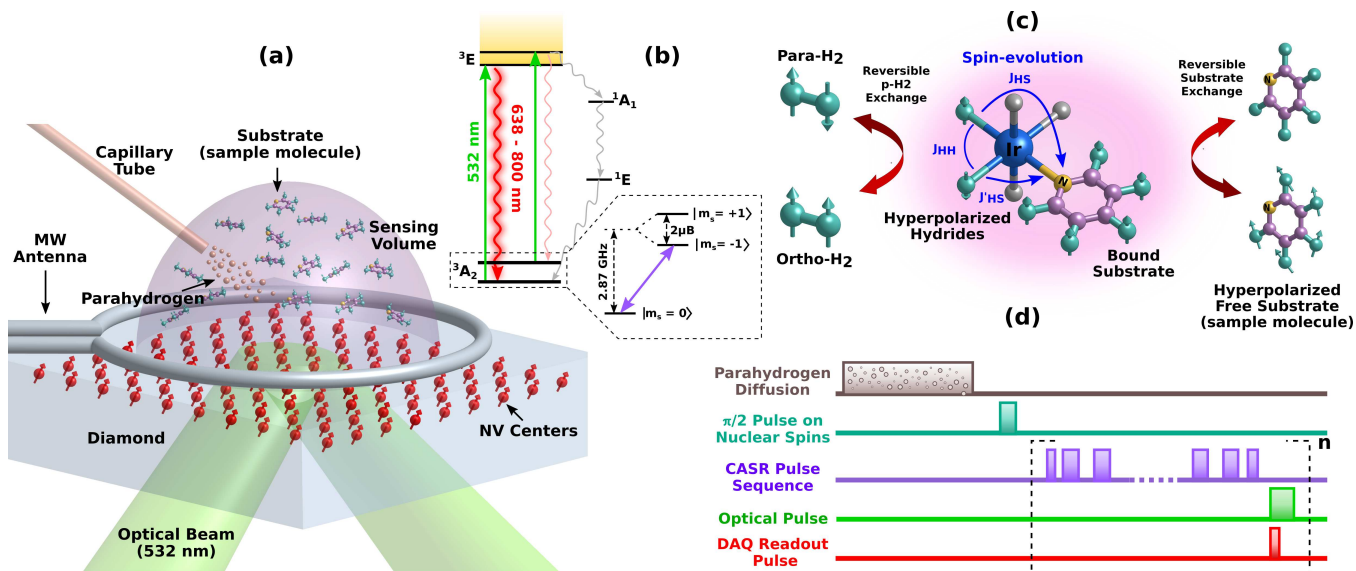 (a)
Substrate
(sample molecule)
Capillary
Tube
Sensing
Volume
MW
Antenna
Parahydrogen
Diamond
NV Centers
Optical Beam
(532 nm)
(b)
³E
¹A₁
532 nm
638 - 800 nm
¹E
³A₂
2.87 GHz
|mₛ= +1⟩
2μB
|mₛ= -1⟩
|mₛ = 0⟩
(c)
Para-H2
Reversible
p-H2
Exchange
Ortho-H2
Spin-evolution
J_HS
Ir
J_HH
N
J'_HS
Hyperpolarized
Hydrides
Bound
Substrate
Reversible
Substrate
Exchange
N
N
Hyperpolarized
Free Substrate
(sample molecule)
(d)
Parahydrogen
Diffusion
π/2 Pulse on
Nuclear Spins
n
CASR Pulse
Sequence
Optical Pulse
DAQ Readout
Pulse